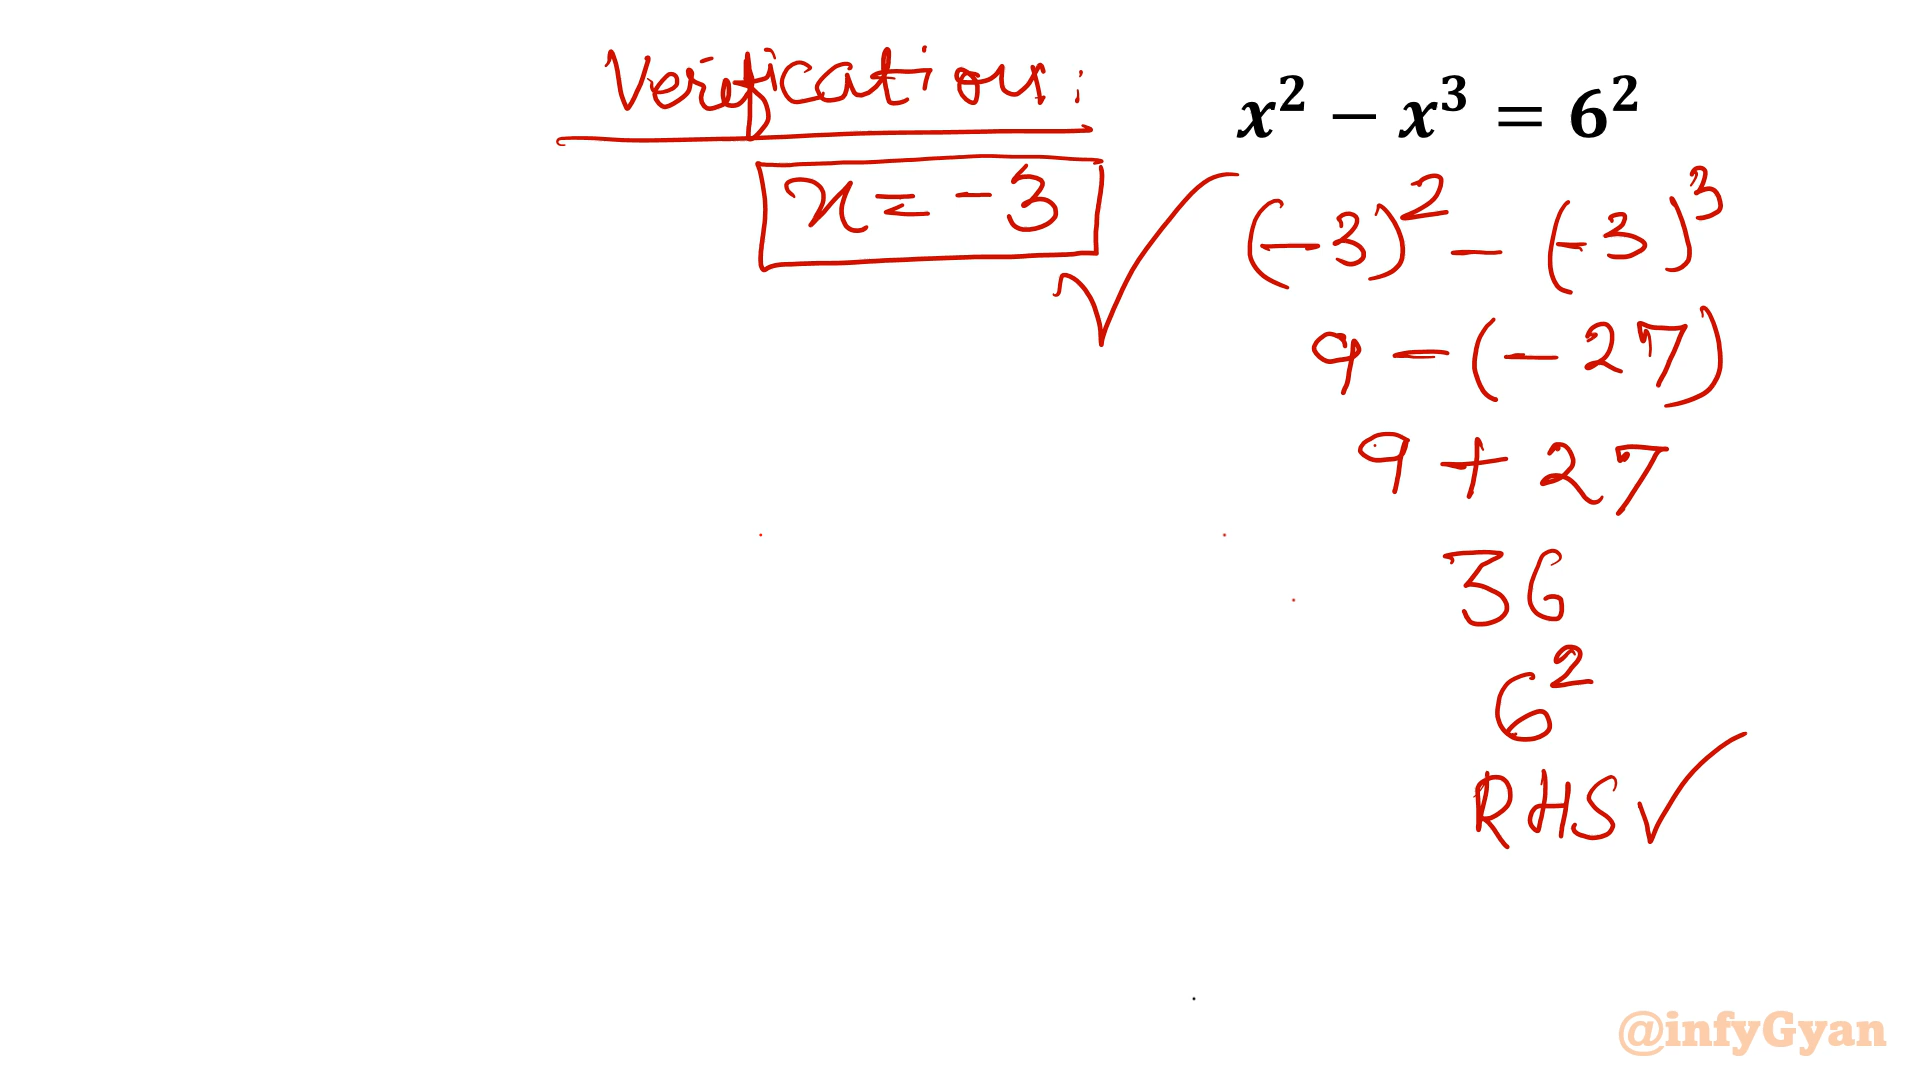 Verification:
x = -3
x² − x³ = 6²
(-3)² - (-3)³
9 - (-27)
9 + 27
36
6²
RHS ✓
@infyGyan